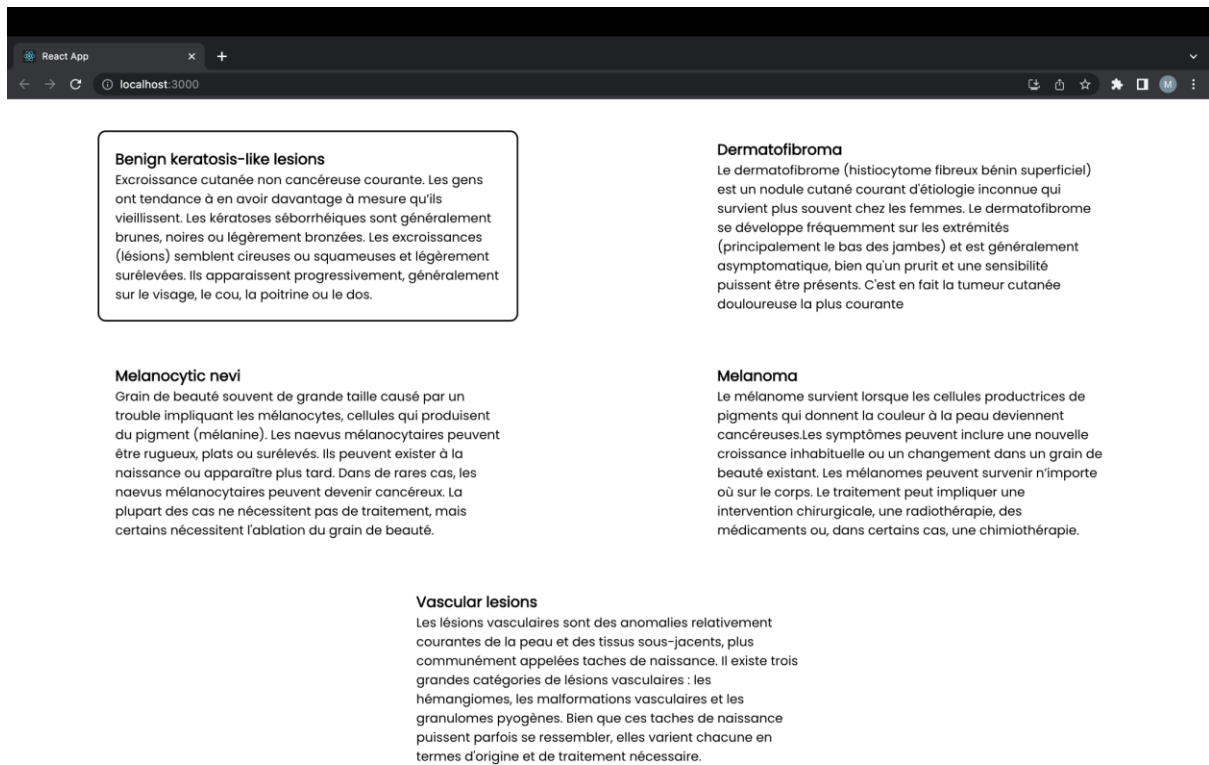 React App
localhost:3000
M
Benign keratosis-like lesions
Excroissance cutanée non cancéreuse courante. Les gens
ont tendance à en avoir davantage à mesure qu'ils
vieillissent. Les kératoses séborrhéiques sont généralement
brunes, noires ou légèrement bronzées. Les excroissances
(lésions) semblent cireuses ou squameuses et légèrement
surélevées. Ils apparaissent progressivement, généralement
sur le visage, le cou, la poitrine ou le dos.
Dermatofibroma
Le dermatofibrome (histiocytome fibreux bénin superficiel)
est un nodule cutané courant d'étiologie inconnue qui
survient plus souvent chez les femmes. Le dermatofibrome
se développe fréquemment sur les extrémités
(principalement le bas des jambes) et est généralement
asymptomatique, bien qu'un prurit et une sensibilité
puissent être présents. C'est en fait la tumeur cutanée
douloureuse la plus courante
Melanocytic nevi
Grain de beauté souvent de grande taille causé par un
trouble impliquant les mélanocytes, cellules qui produisent
du pigment (mélanine). Les naevus mélanocytaires peuvent
être rugueux, plats ou surélevés. Ils peuvent exister à la
naissance ou apparaître plus tard. Dans de rares cas, les
naevus mélanocytaires peuvent devenir cancéreux. La
plupart des cas ne nécessitent pas de traitement, mais
certains nécessitent l'ablation du grain de beauté.
Melanoma
Le mélanome survient lorsque les cellules productrices de
pigments qui donnent la couleur à la peau deviennent
cancéreuses.Les symptômes peuvent inclure une nouvelle
croissance inhabituelle ou un changement dans un grain de
beauté existant. Les mélanomes peuvent survenir n'importe
où sur le corps. Le traitement peut impliquer une
intervention chirurgicale, une radiothérapie, des
médicaments ou, dans certains cas, une chimiothérapie.
Vascular lesions
Les lésions vasculaires sont des anomalies relativement
courantes de la peau et des tissus sous-jacents, plus
communément appelées taches de naissance. Il existe trois
grandes catégories de lésions vasculaires : les
hémangiomes, les malformations vasculaires et les
granulomes pyogènes. Bien que ces taches de naissance
puissent parfois se ressembler, elles varient chacune en
termes d'origine et de traitement nécessaire.